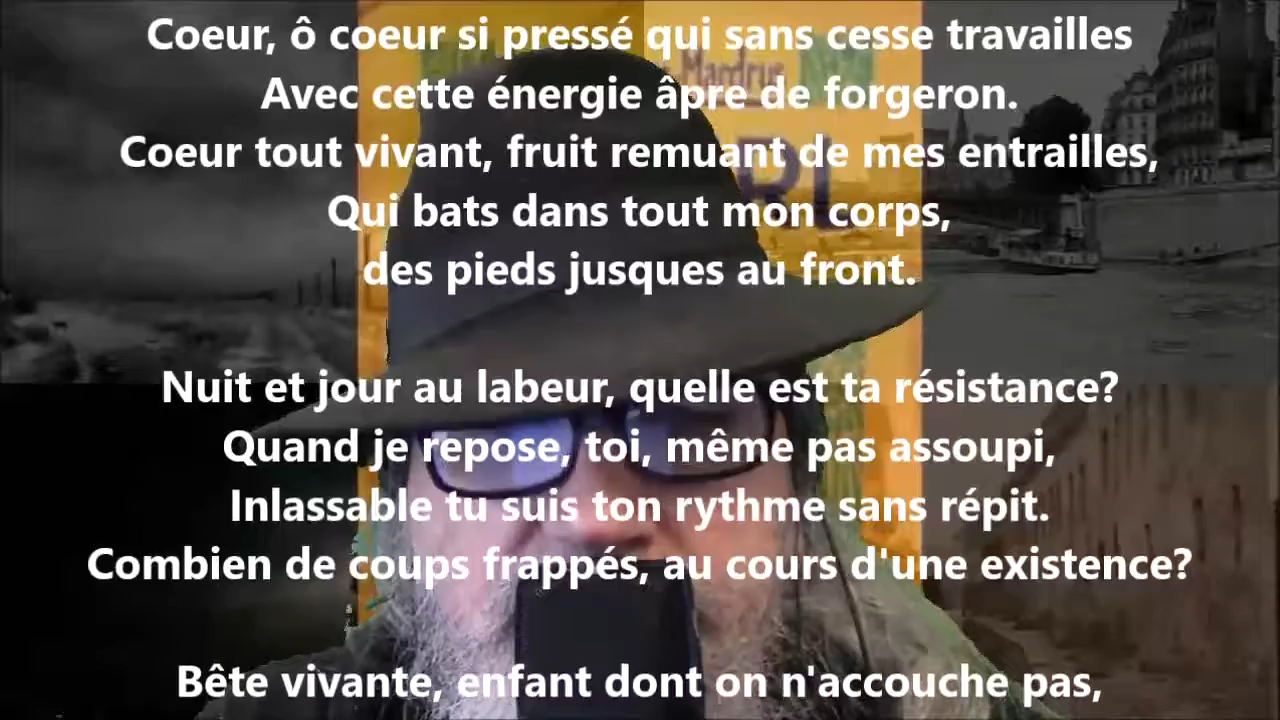 Coeur, ô coeur si pressé qui sans cesse travailles
Avec cette énergie âpre de forgeron.
Coeur tout vivant, fruit remuant de mes entrailles,
Qui bats dans tout mon corps,
des pieds jusques au front.
Nuit et jour au labeur, quelle est ta résistance?
Quand je repose, toi, même pas assoupi,
Inlassable tu suis ton rythme sans répit.
Combien de coups frappés, au cours d'une existence?
Bête vivante, enfant dont on n'accouche pas,
Mardrus